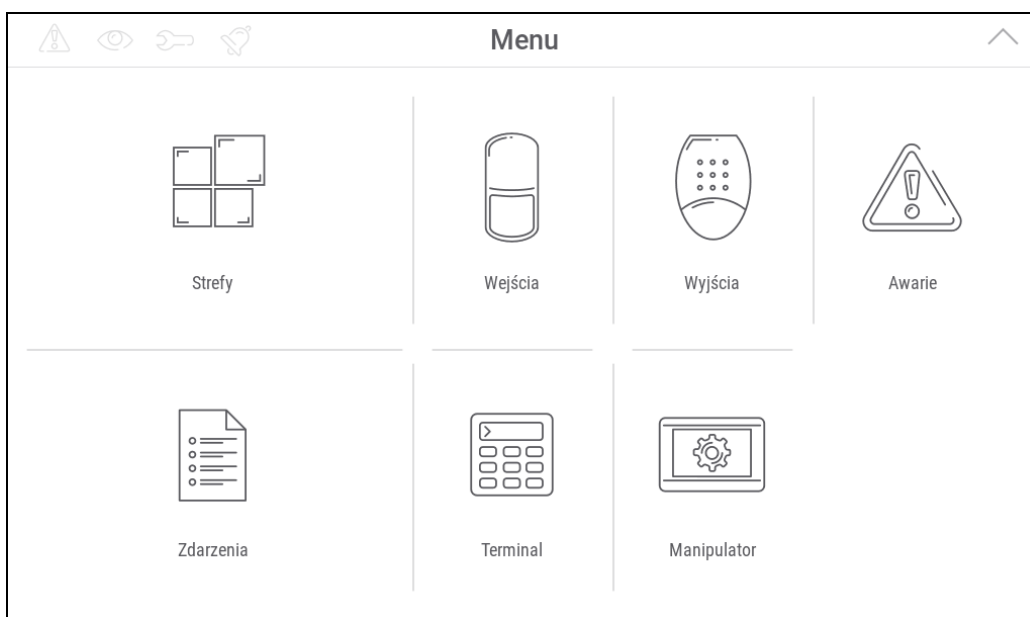 Menu
Strefy
Wejścia
Wyjścia
Awarie
Zdarzenia
Terminal
Manipulator